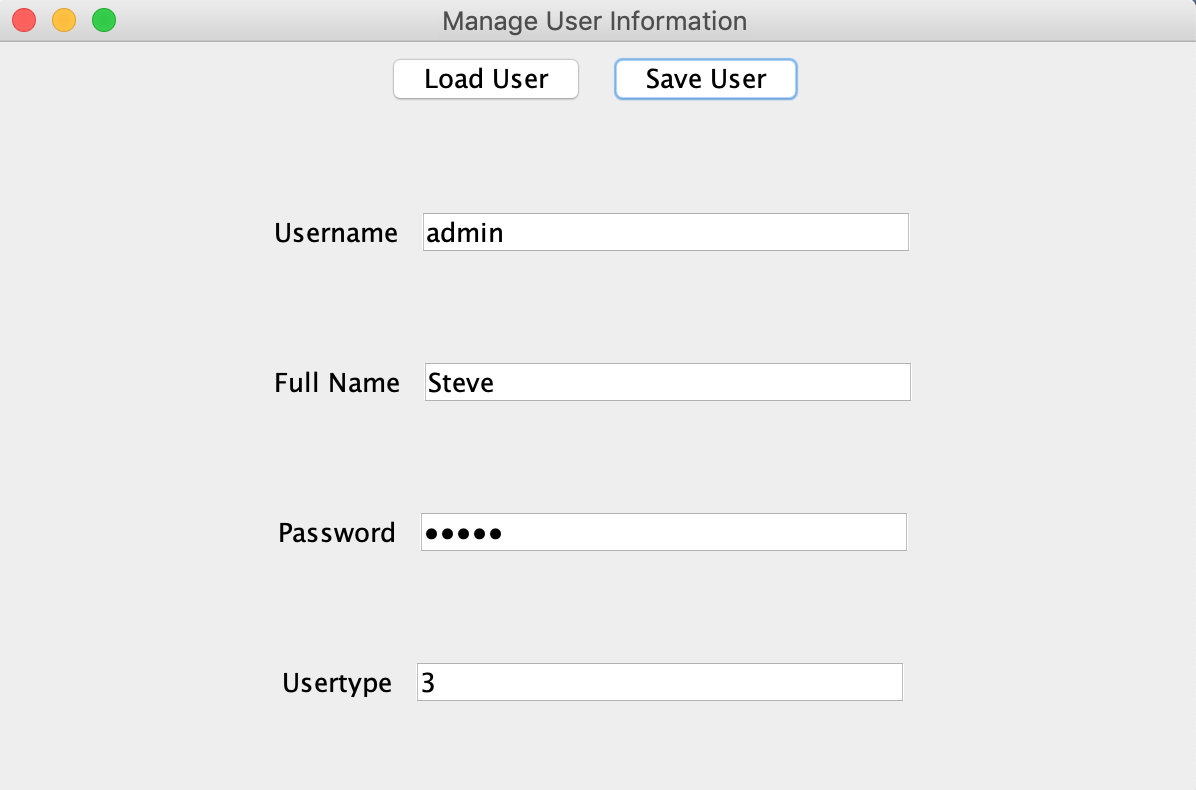 Manage User Information
Load User Save User
Username admin
Full Name Steve
Password •••••
Usertype 3